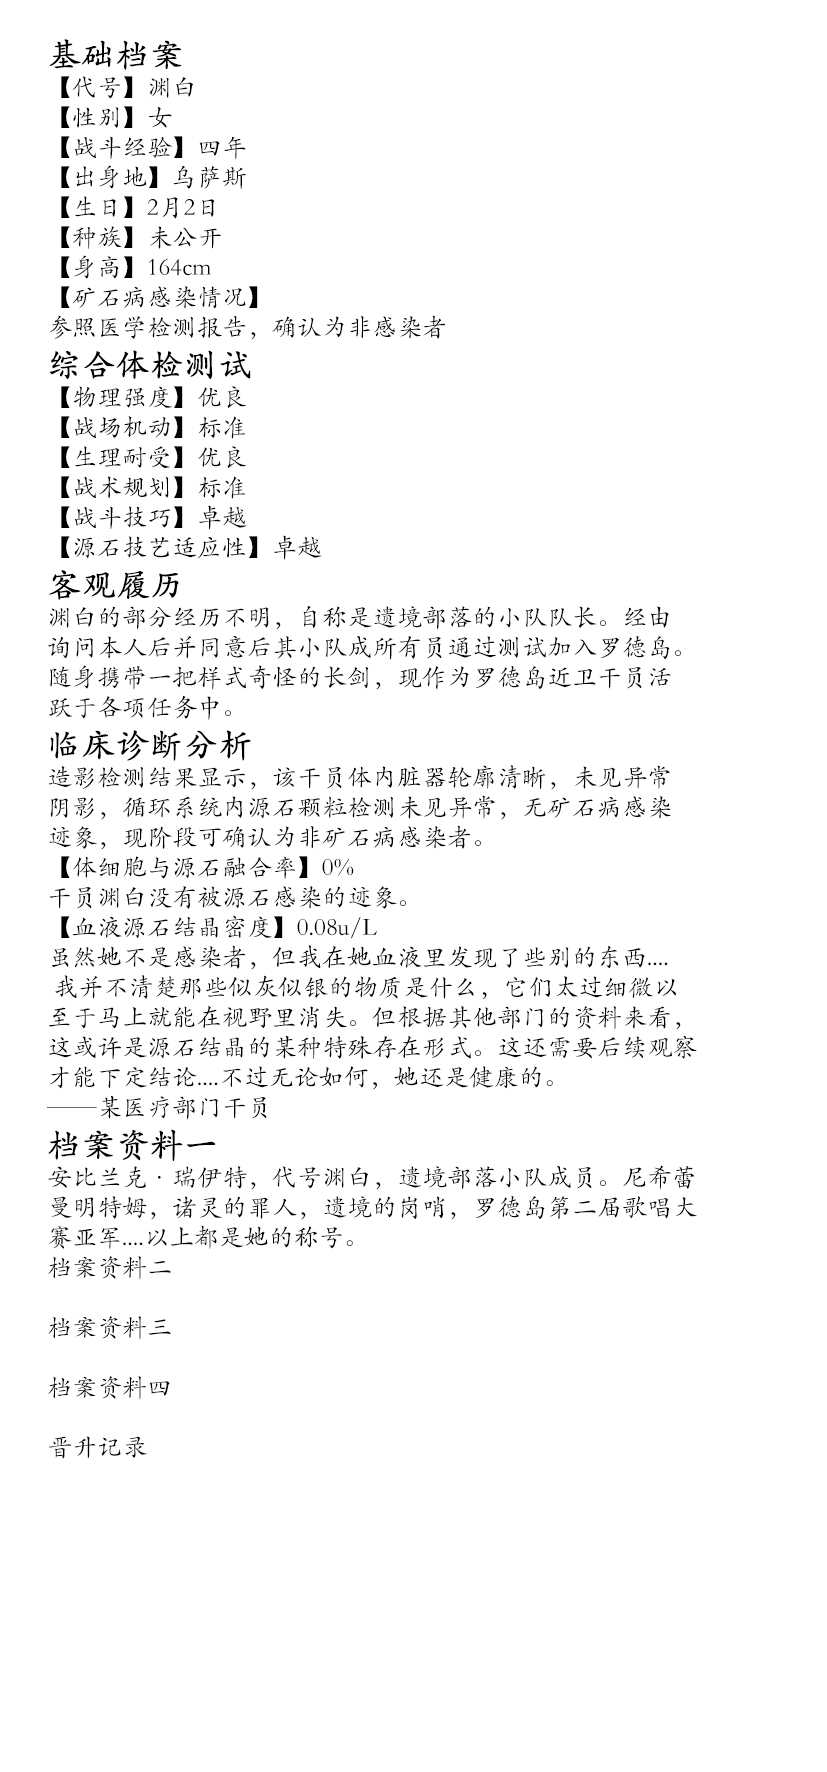 基础档案
【代号】渊白
【性别】女
【战斗经验】四年
【出身地】乌萨斯
【生日】2月2日
【种族】未公开
【身高】164cm
【矿石病感染情况】
参照医学检测报告，确认为非感染者
综合体检测试
【物理强度】优良
【战场机动】标准
【生理耐受】优良
【战术规划】标准
【战斗技巧】卓越
【源石技艺适应性】卓越
客观履历
渊白的部分经历不明，自称是遗境部落的小队队长。经由
询问本人后并同意后其小队成所有员通过测试加入罗德岛。
随身携带一把样式奇怪的长剑，现作为罗德岛近卫干员活
跃于各项任务中。
临床诊断分析
造影检测结果显示，该干员体内脏器轮廓清晰，未见异常
阴影，循环系统内源石颗粒检测未见异常，无矿石病感染
迹象，现阶段可确认为非矿石病感染者。
【体细胞与源石融合率】0%
干员渊白没有被源石感染的迹象。
【血液源石结晶密度】0.08u/L
虽然她不是感染者，但我在她血液里发现了些别的东西....
我并不清楚那些似灰似银的物质是什么，它们太过细微以
至于马上就能在视野里消失。但根据其他部门的资料来看，
这或许是源石结晶的某种特殊存在形式。这还需要后续观察
才能下定结论....不过无论如何，她还是健康的。
——某医疗部门干员
档案资料一
安比兰克·瑞伊特，代号渊白，遗境部落小队成员。尼希蕾
曼明特姆，诸灵的罪人，遗境的岗哨，罗德岛第二届歌唱大
赛亚军....以上都是她的称号。
档案资料二
档案资料三
档案资料四
晋升记录